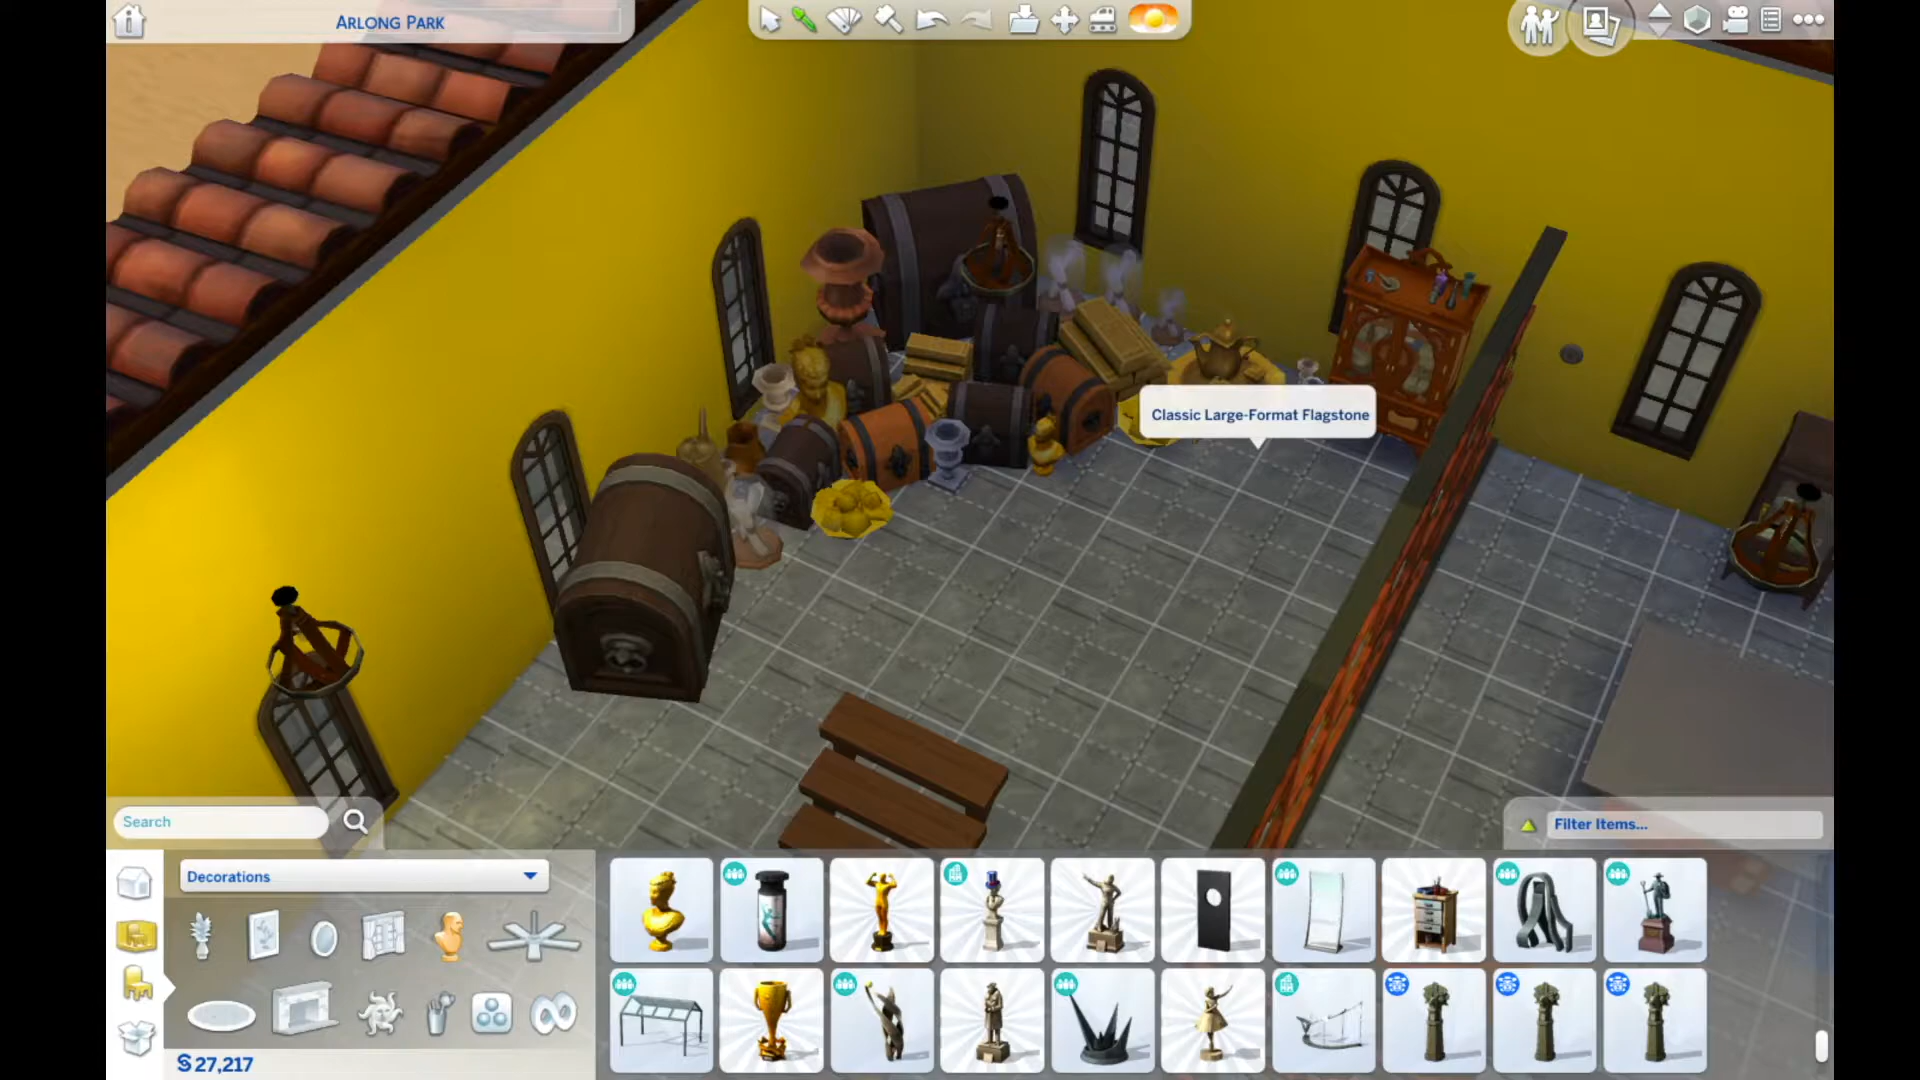 Arlong Park
Classic Large-Format Flagstone
Search
Filter Items...
Decorations
§27,217